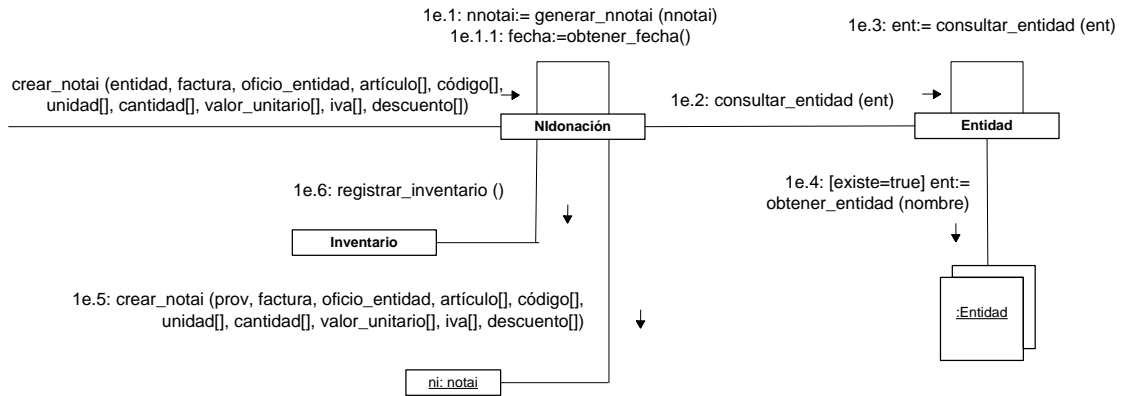 1e.1: nnotai:= generar_nnotai (nnotai)
1e.1.1: fecha:=obtener_fecha()
1e.3: ent:= consultar_entidad (ent)
crear_notai (entidad, factura, oficio_entidad, artículo[], código[],
unidad[], cantidad[], valor_unitario[], iva[], descuento[])
1e.2: consultar_entidad (ent)
NIdonación
Entidad
1e.6: registrar_inventario ()
1e.4: [existe=true] ent:=
obtener_entidad (nombre)
Inventario
1e.5: crear_notai (prov, factura, oficio_entidad, artículo[], código[],
unidad[], cantidad[], valor_unitario[], iva[], descuento[])
:Entidad
ni: notai